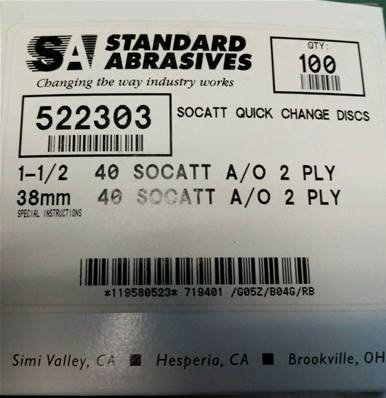 SA STANDARD ABRASIVES
Changing the way industry works
QTY:
100
522303
SOCATT QUICK CHANGE DISCS
1-1/2 40 SOCATT A/O 2 PLY
38mm 40 SOCATT A/O 2 PLY
SPECIAL INSTRUCTIONS
*119580523* 719401 /G05Z/B04G/RB
Simi Valley, CA ■ Hesperia, CA ■ Brookville, OH